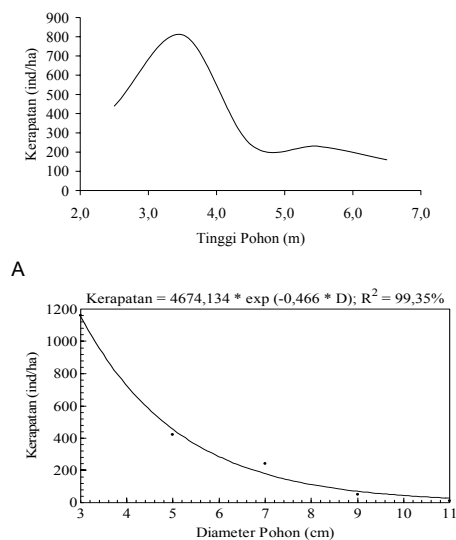 900
800
700
600
500
400
300
200
100
0
Kerapatan (ind/ha)
2,0 3,0 4,0 5,0 6,0 7,0
Tinggi Pohon (m)
A
Kerapatan = 4674,134 * exp (-0,466 * D); R² = 99,35%
1200
1000
800
600
400
200
0
Kerapatan (ind/ha)
3 4 5 6 7 8 9 10 11
Diameter Pohon (cm)